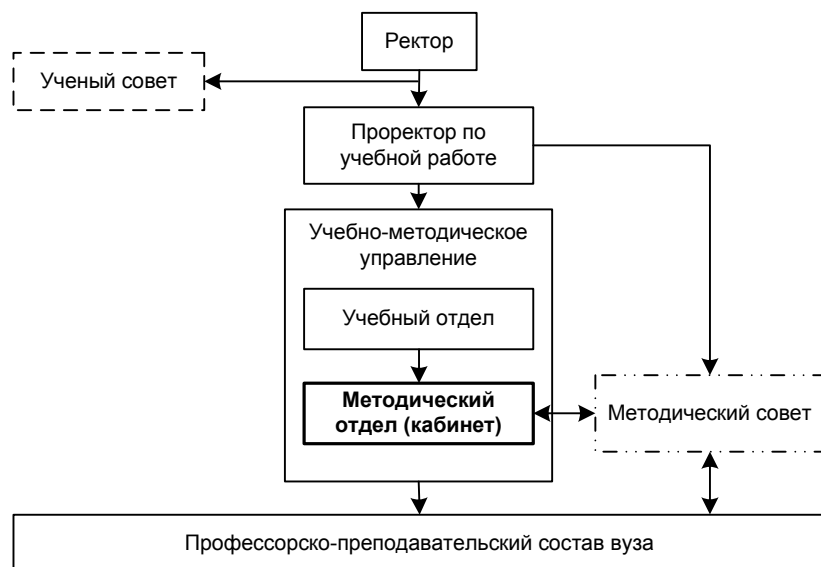 Ректор
Ученый совет
Проректор по
учебной работе
Учебно-методическое
управление
Учебный отдел
Методический
отдел (кабинет)
Методический совет
Профессорско-преподавательский состав вуза